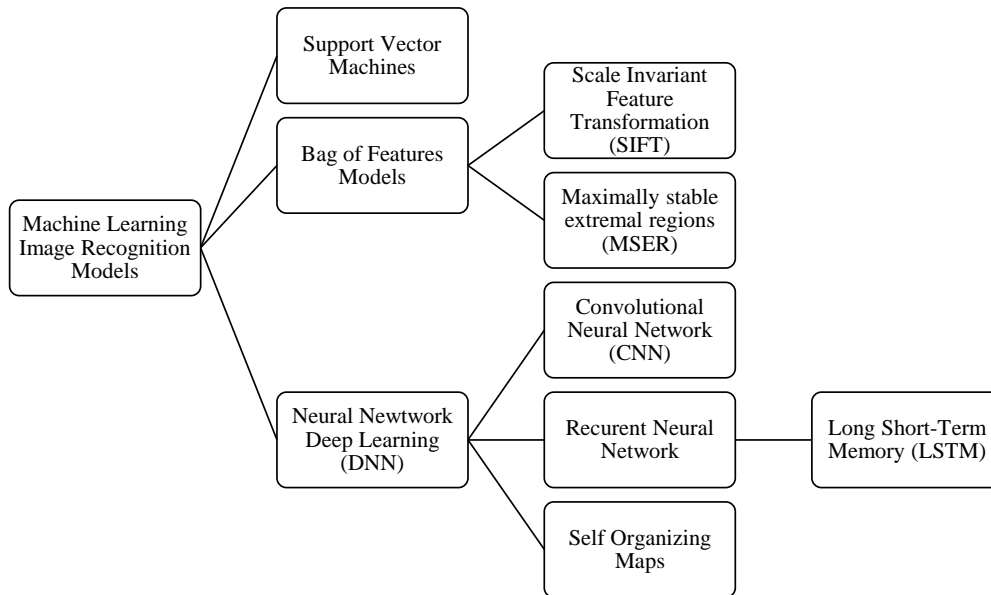 Machine Learning
Image Recognition
Models
Support Vector
Machines
Bag of Features
Models
Scale Invariant
Feature
Transformation
(SIFT)
Maximally stable
extremal regions
(MSER)
Neural Newtwork
Deep Learning
(DNN)
Convolutional
Neural Network
(CNN)
Recurent Neural
Network
Long Short-Term
Memory (LSTM)
Self Organizing
Maps